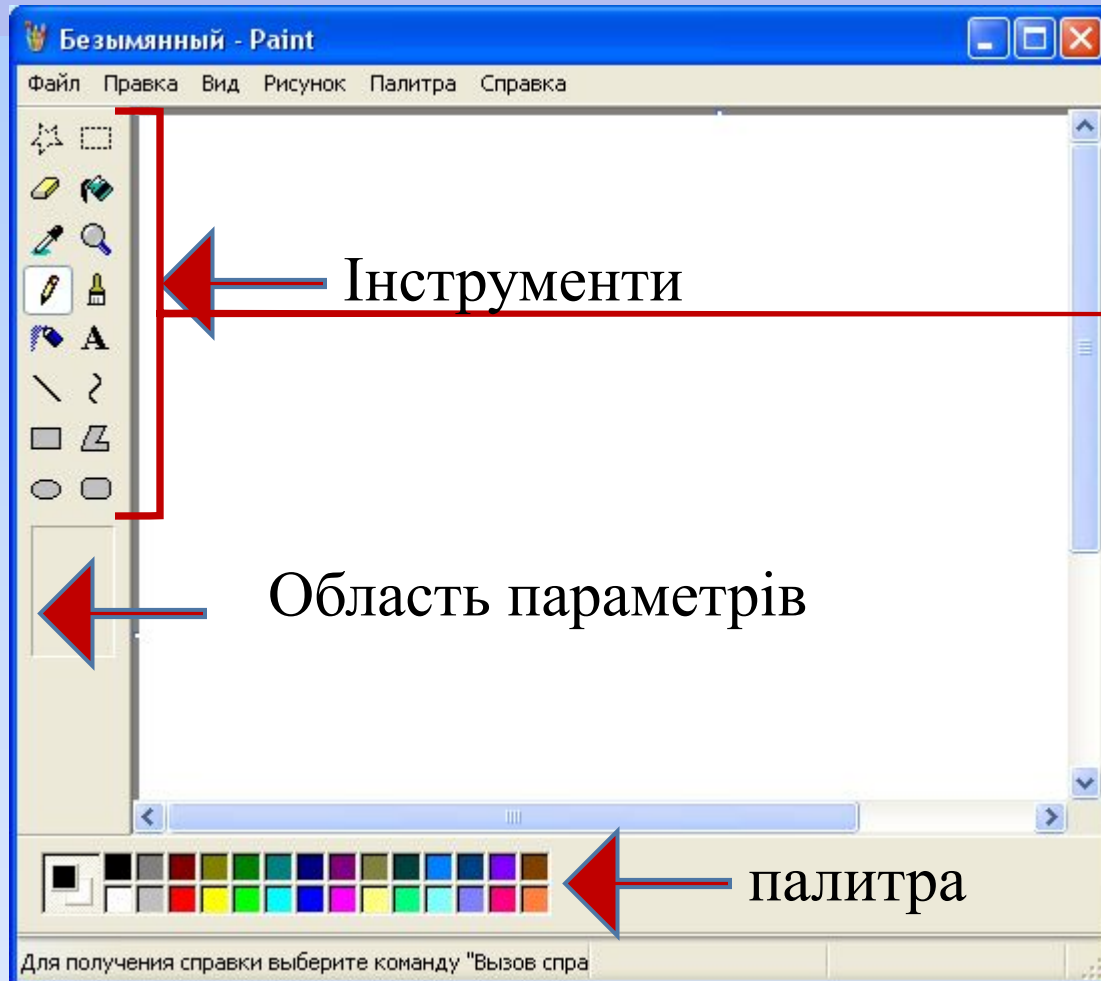 Безымянный - Paint
Файл Правка Вид Рисунок Палитра Справка
A
Інструменти
Область параметрів
палитра
Для получения справки выберите команду "Вызов спра